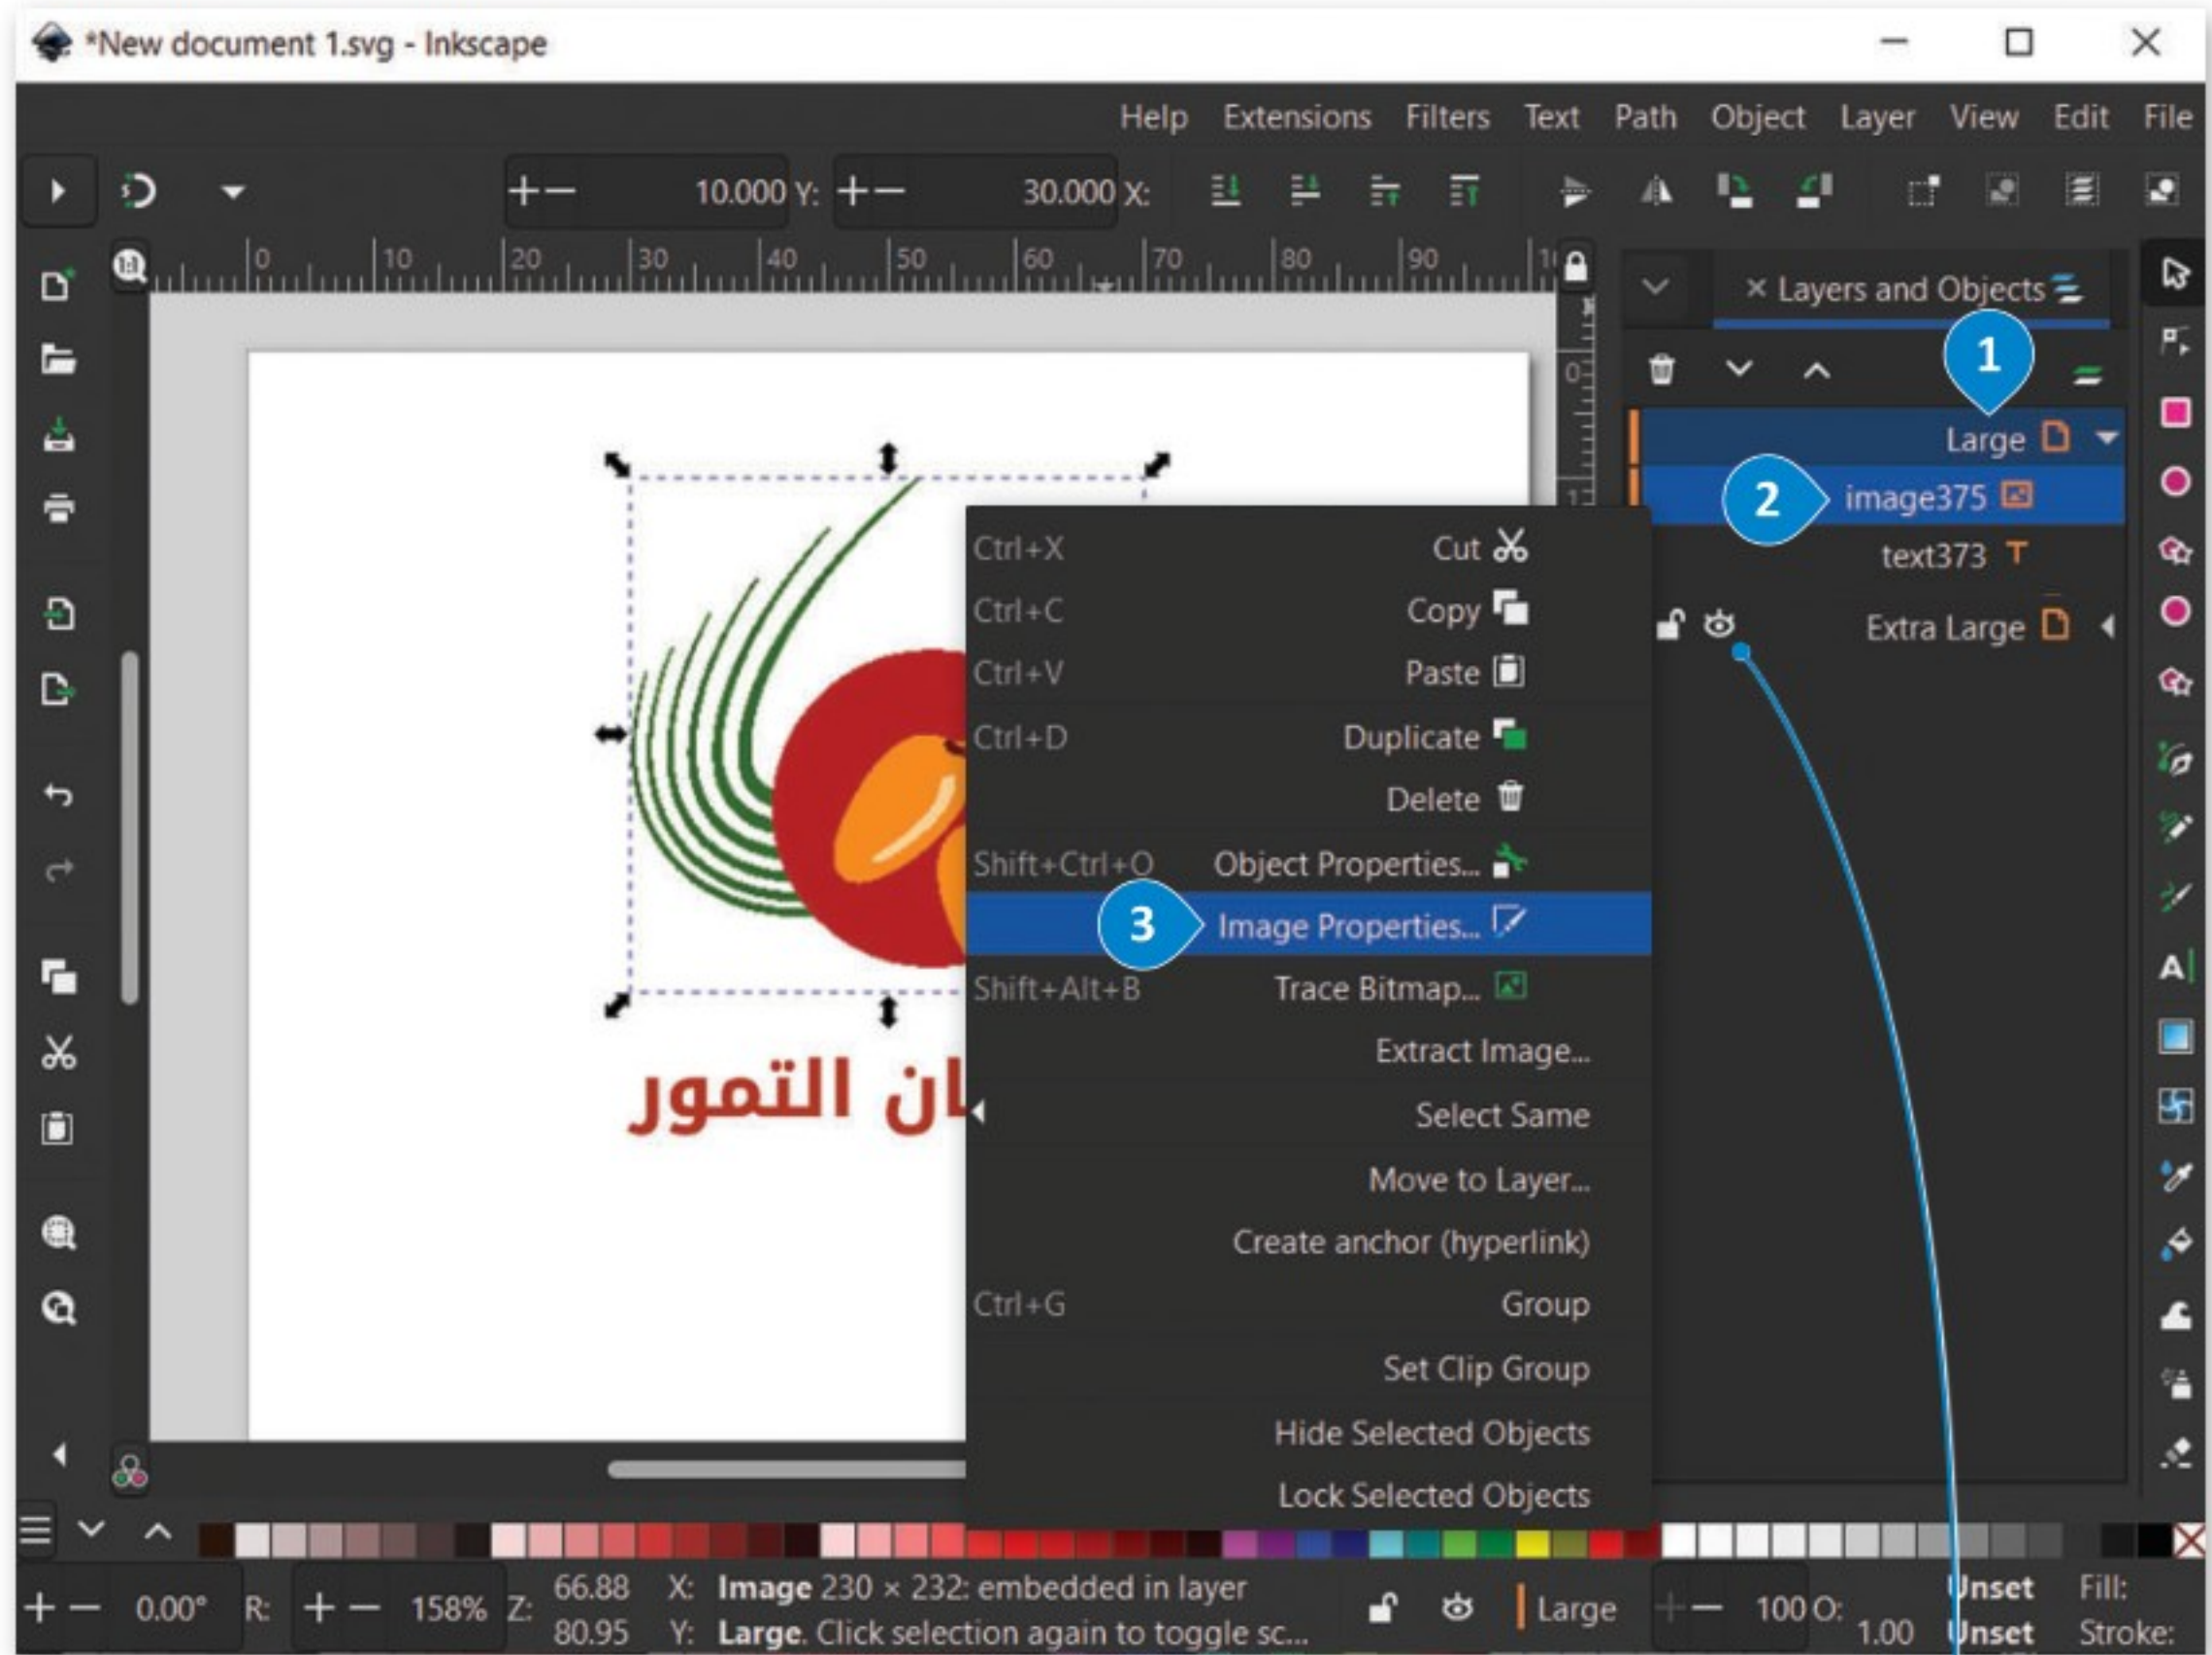 *New document 1.svg - Inkscape
Help Extensions Filters Text Path Object Layer View Edit File
10.000 Y: 30.000 X:
0 10 20 30 40 50 60 70 80 90
Layers and Objects
1
Large
2 image375
text373
Extra Large
Ctrl+X Cut
Ctrl+C Copy
Ctrl+V Paste
Ctrl+D Duplicate
Delete
Shift+Ctrl+O Object Properties...
3 Image Properties...
Shift+Alt+B Trace Bitmap...
Extract Image...
Select Same
Move to Layer...
Create anchor (hyperlink)
Ctrl+G Group
Set Clip Group
Hide Selected Objects
Lock Selected Objects
التمور
0.00° R: 158% Z: 66.88 X: Image 230 × 232: embedded in layer Large 100 O: Unset Fill:
80.95 Y: Large. Click selection again to toggle sc... 1.00 Unset Stroke: